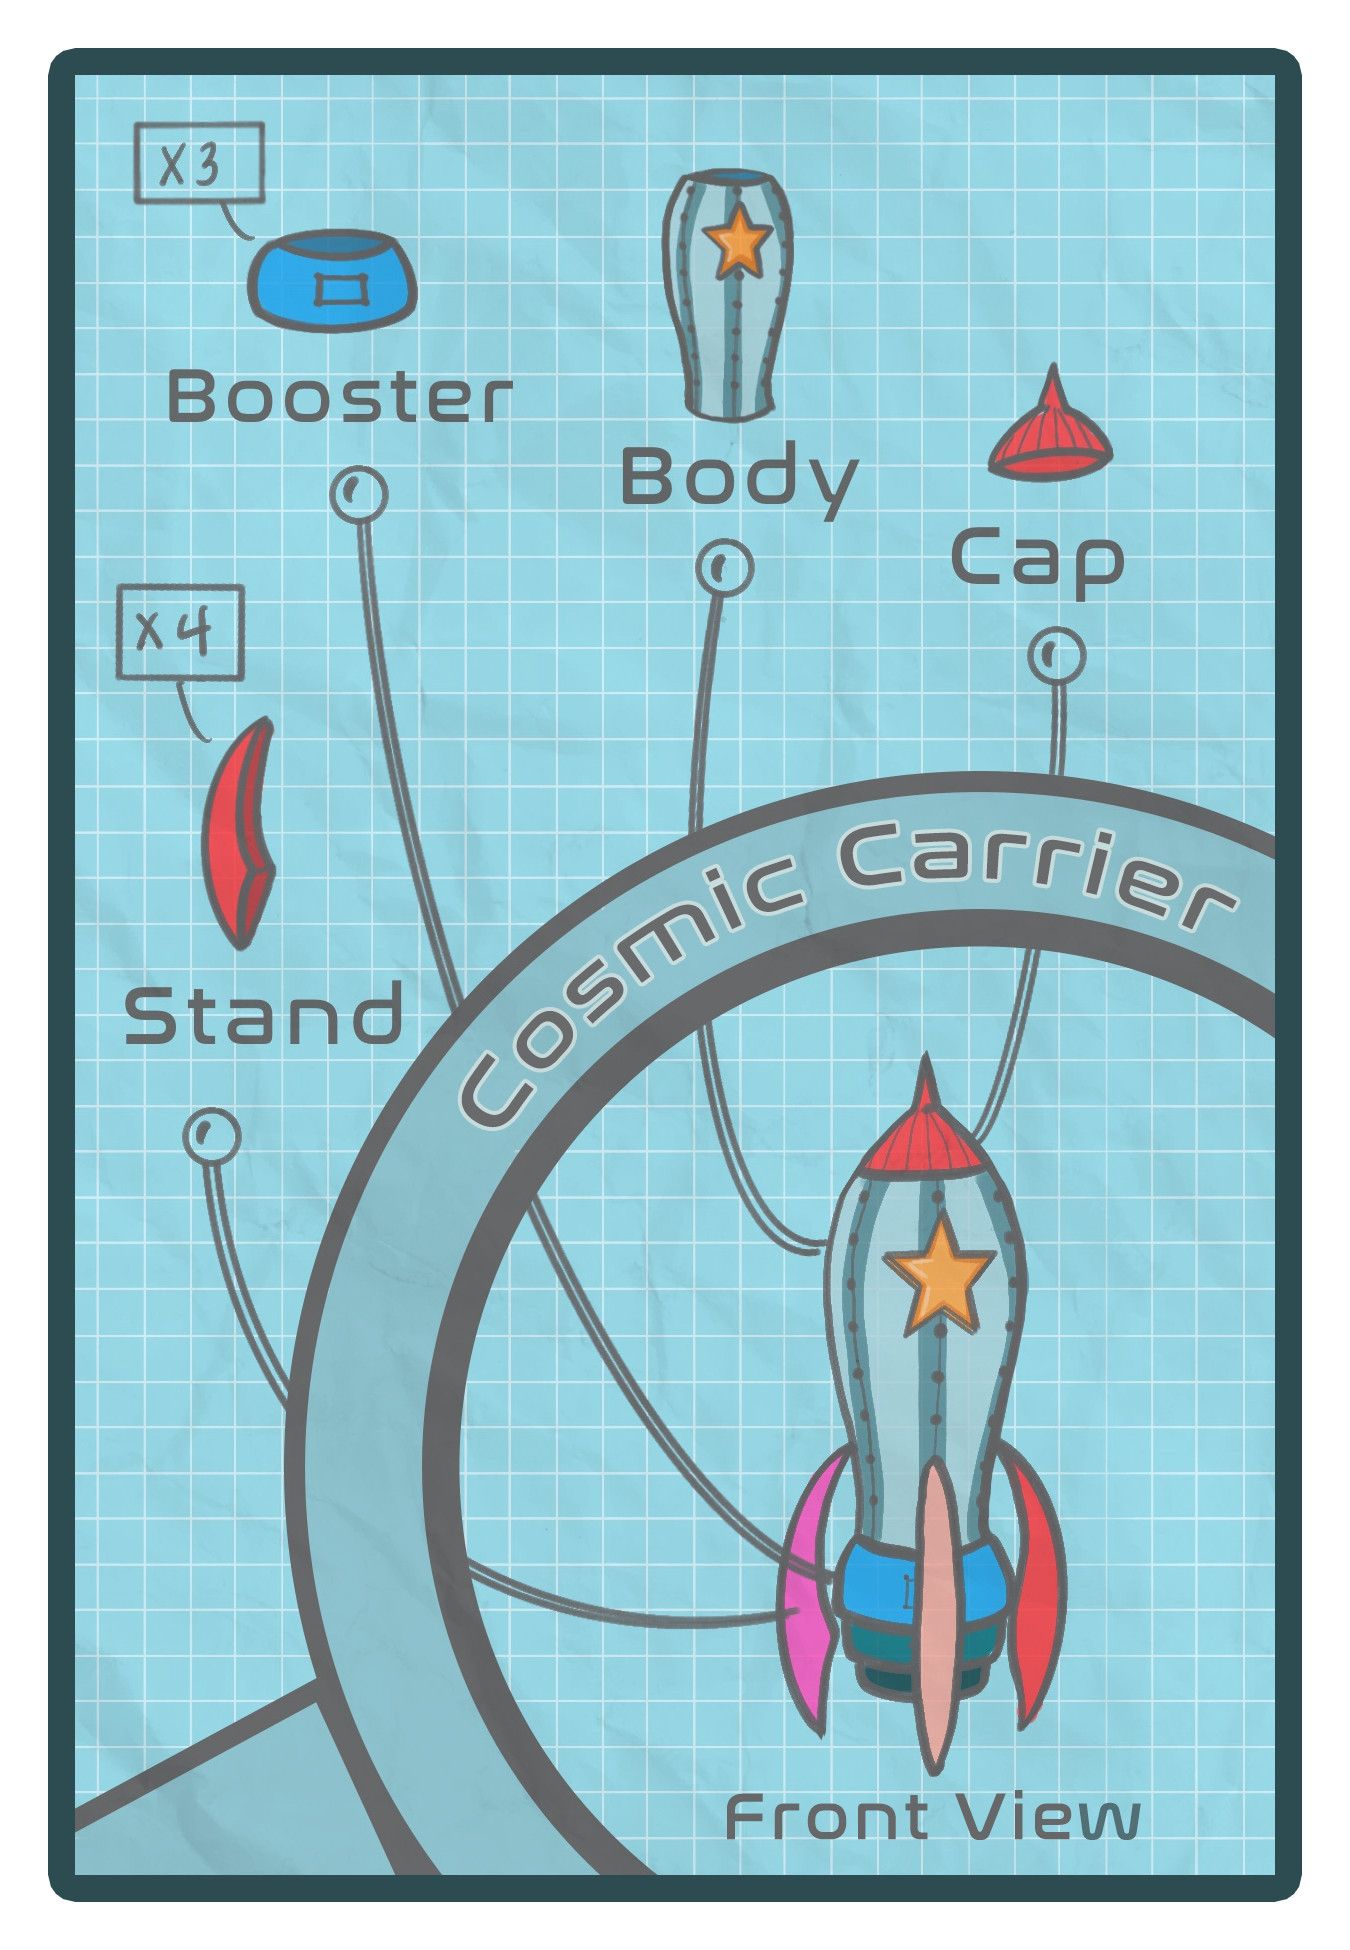 X3
Booster
Body
Cap
X4
Stand
Cosmic Carrier
Front View